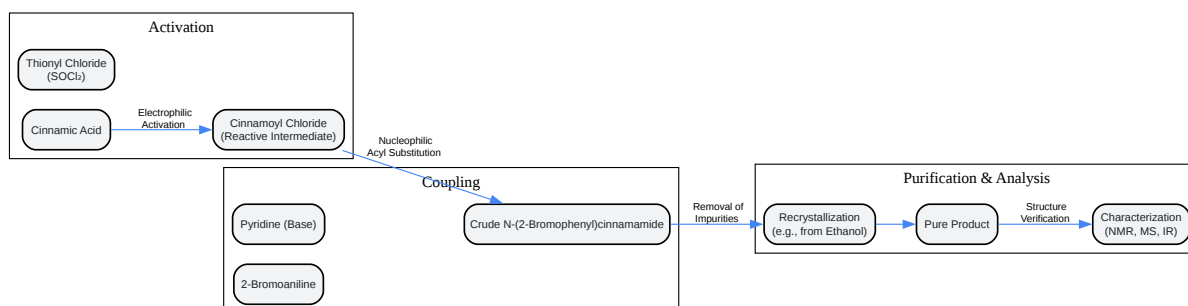 Activation
Thionyl Chloride
(SOCl₂)
Cinnamic Acid
Electrophilic
Activation
Cinnamoyl Chloride
(Reactive Intermediate)
Nucleophilic
Acyl Substitution
Coupling
Pyridine (Base)
2-Bromoaniline
Crude N-(2-Bromophenyl)cinnamamide
Removal of
Impurities
Purification & Analysis
Recrystallization
(e.g., from Ethanol)
Pure Product
Structure
Verification
Characterization
(NMR, MS, IR)